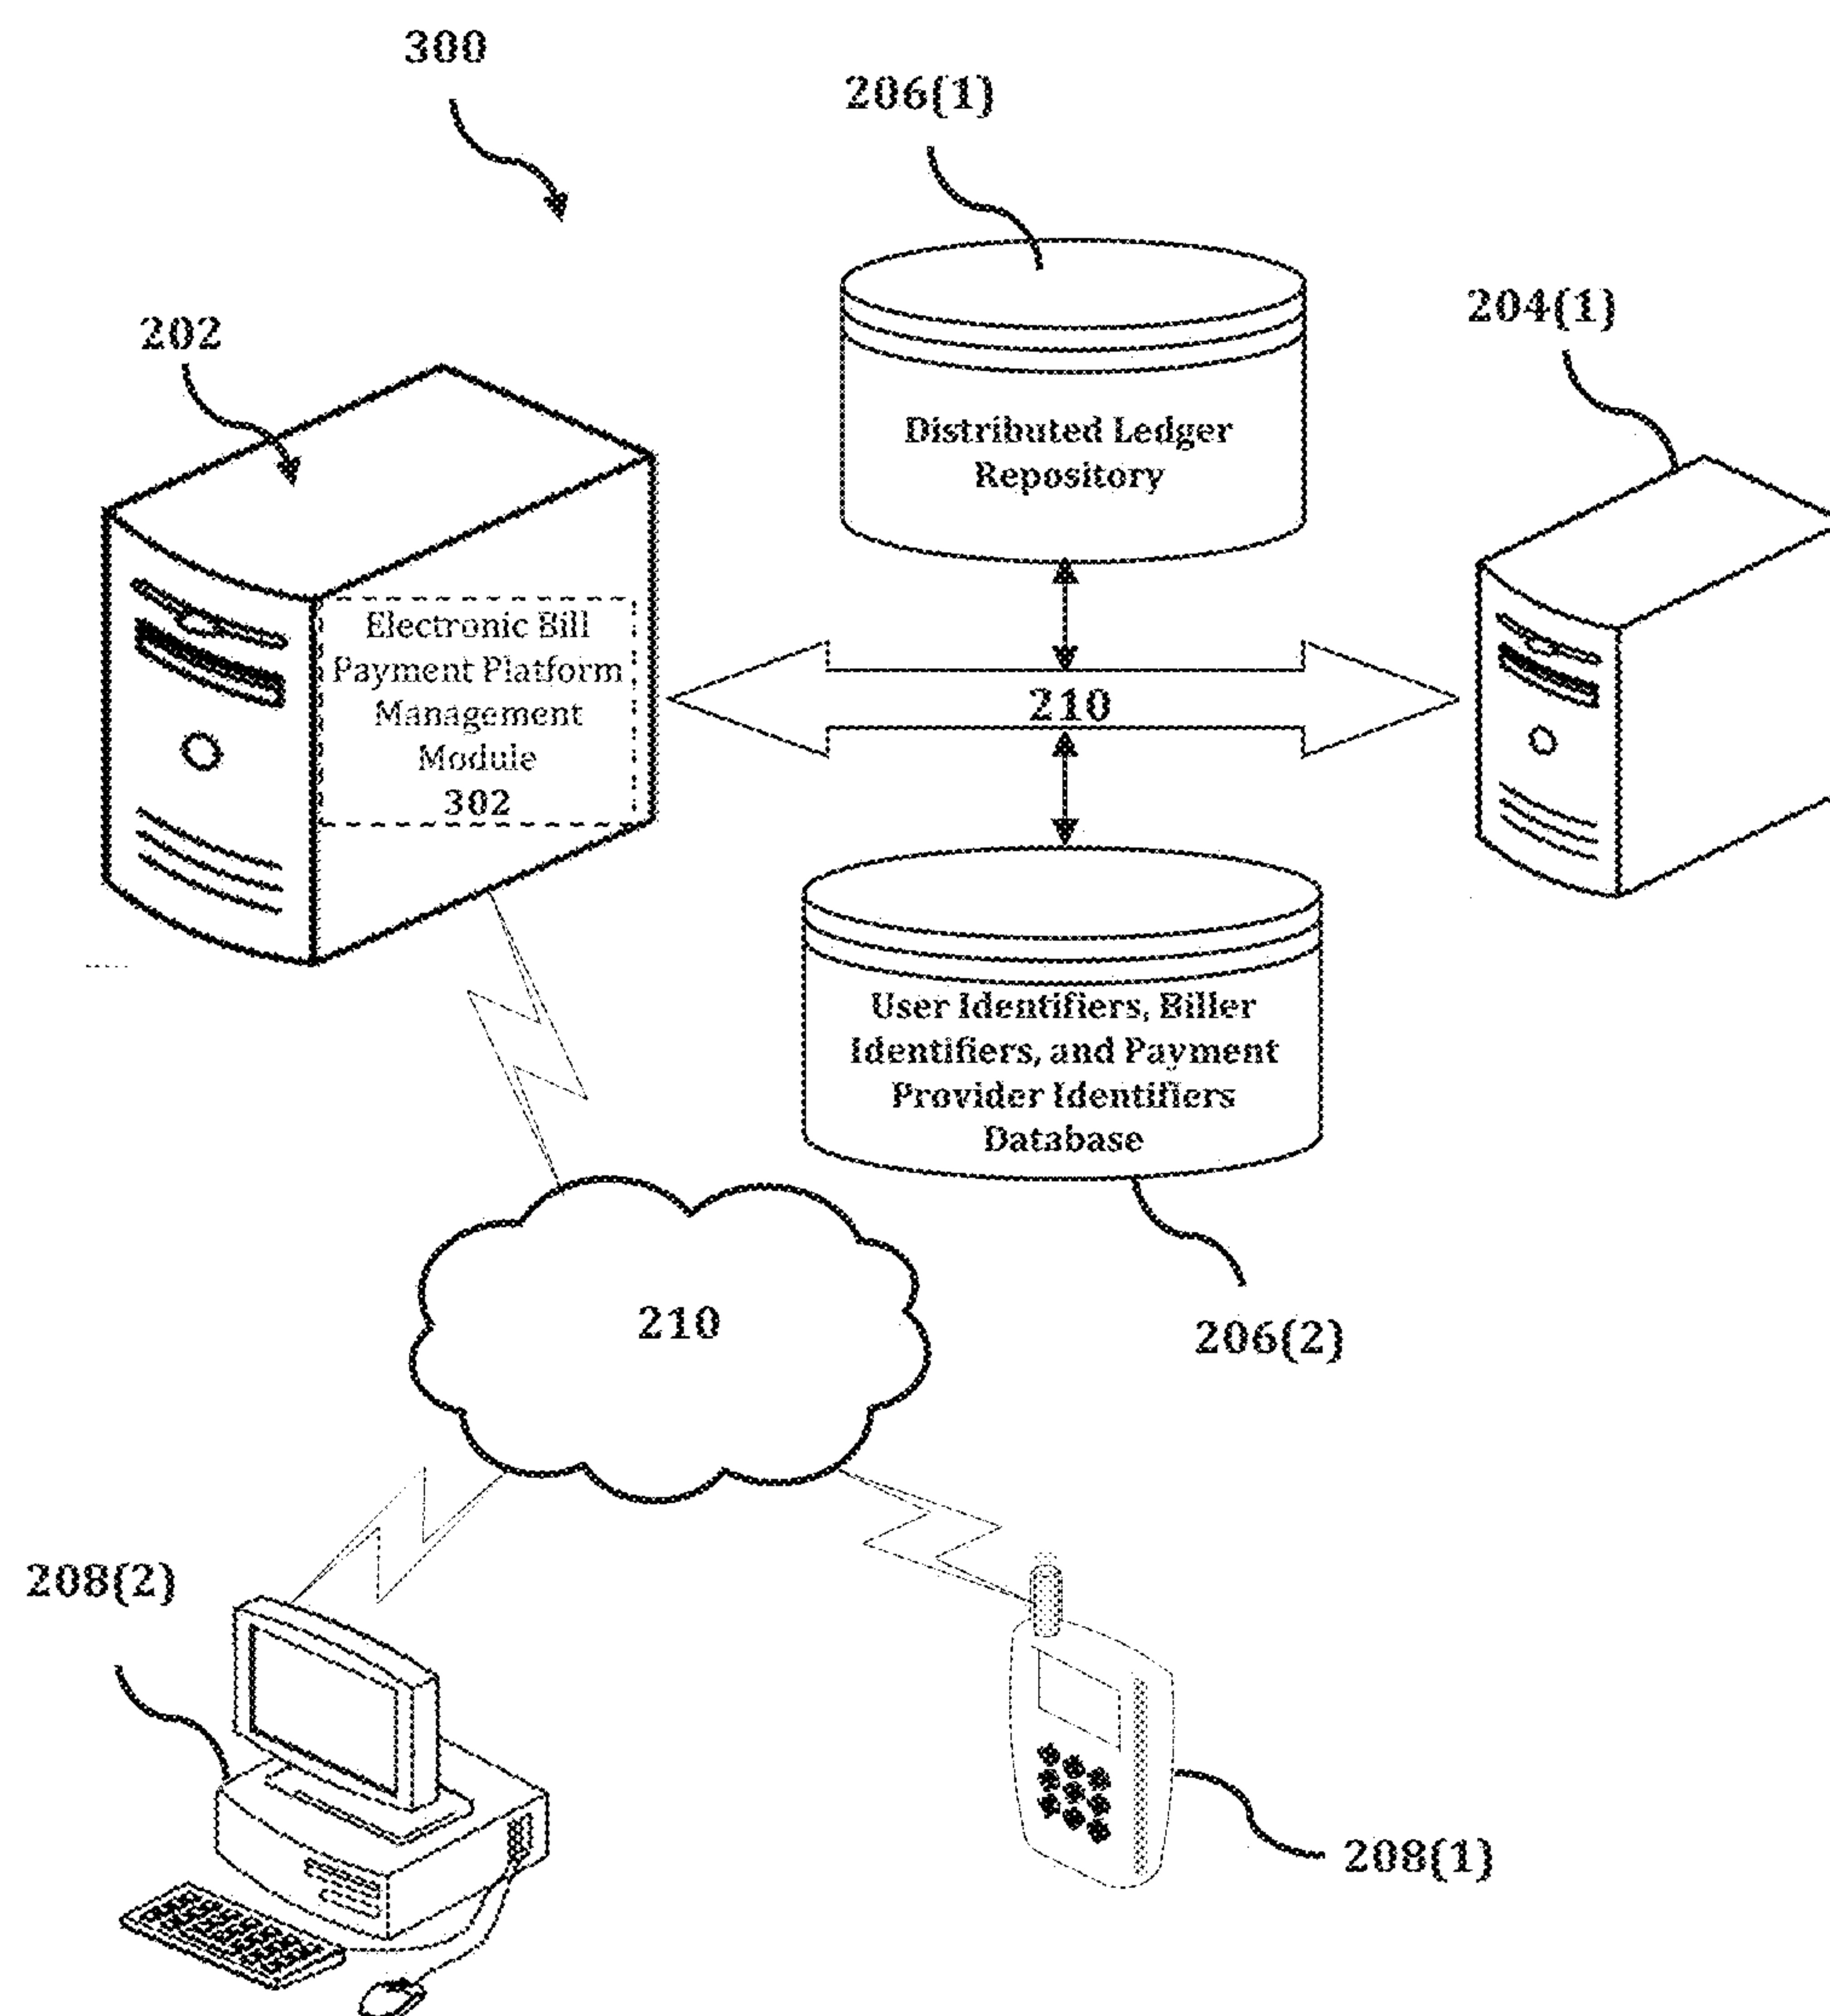 300
206(1)
204(1)
202
Distributed Ledger
Repository
Electronic Bill
Payment Platform
Management
Module
302
210
User Identifiers, Biller
Identifiers, and Payment
Provider Identifiers
Database
210
206(2)
208(2)
208(1)